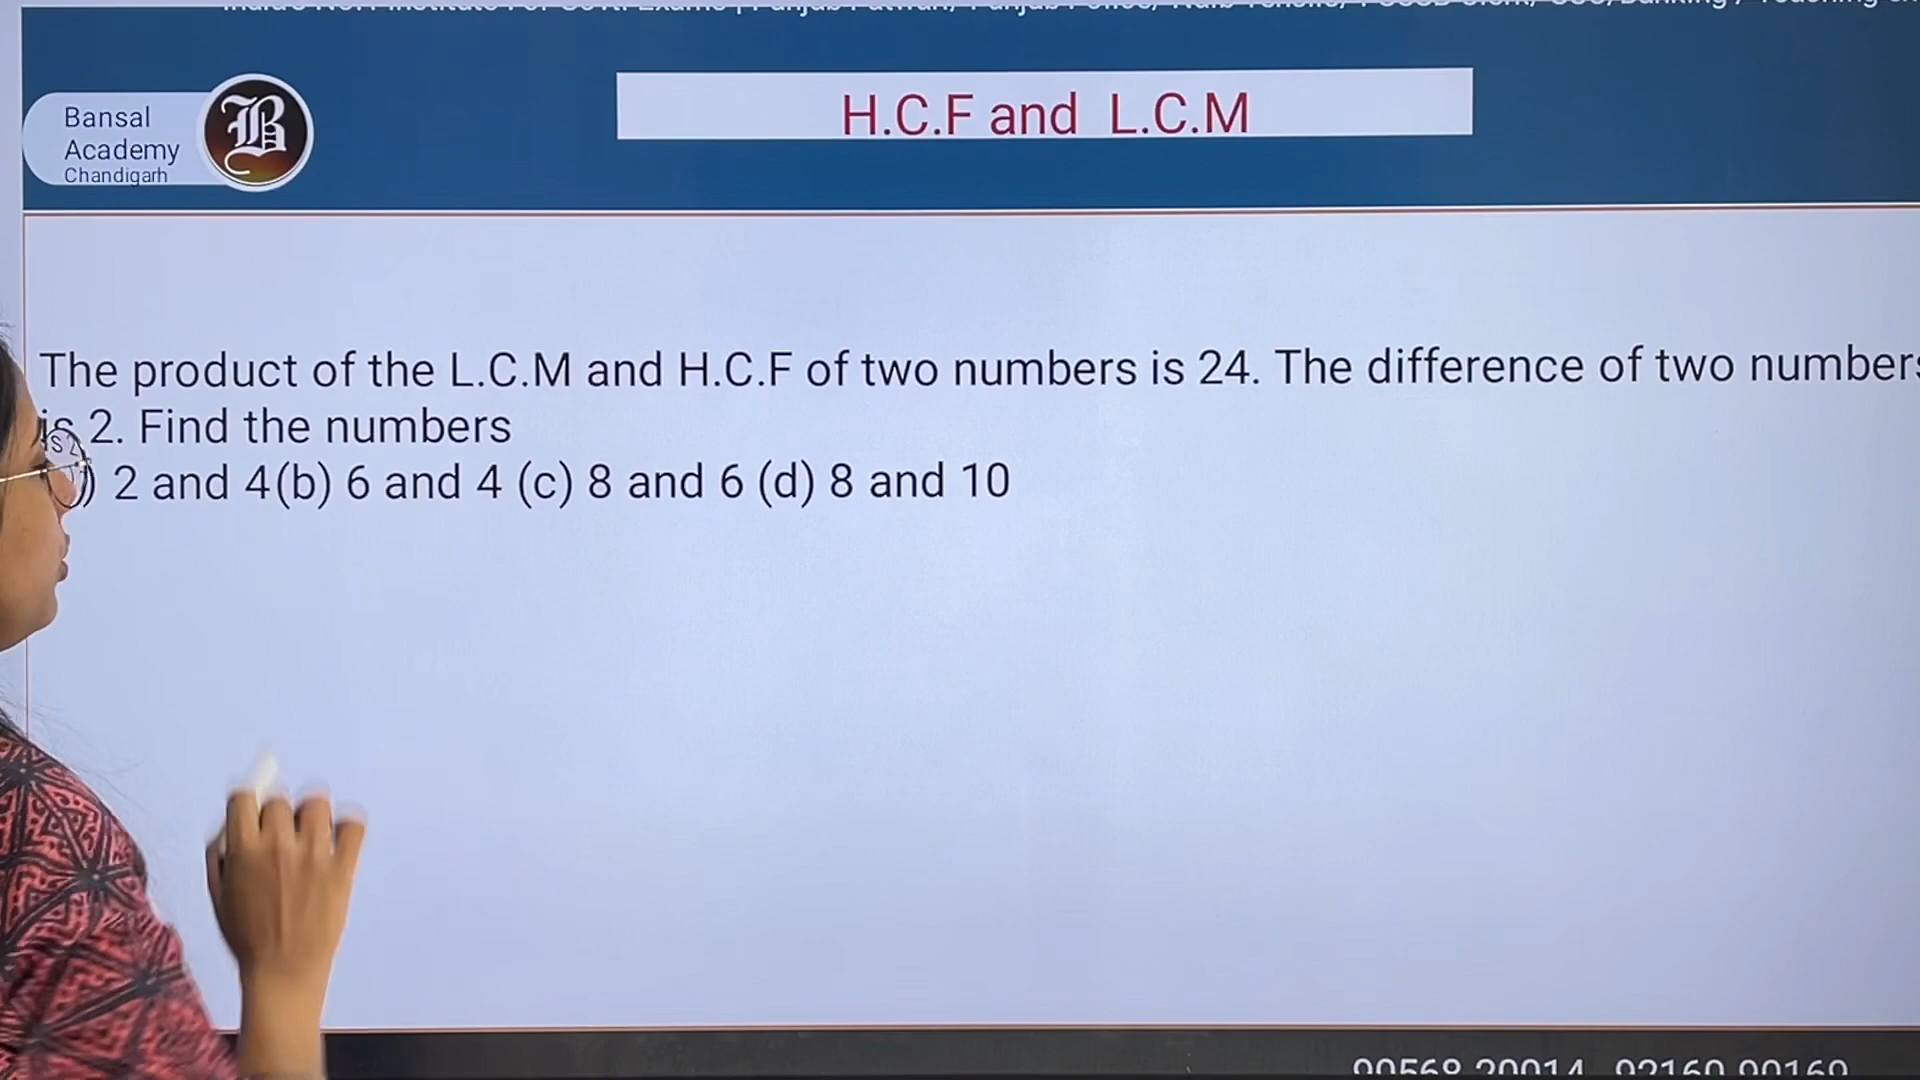 H.C.F and L.C.M
Bansal
Academy
Chandigarh
B
The product of the L.C.M and H.C.F of two numbers is 24. The difference of two numbers
is 2. Find the numbers
) 2 and 4(b) 6 and 4 (c) 8 and 6 (d) 8 and 10